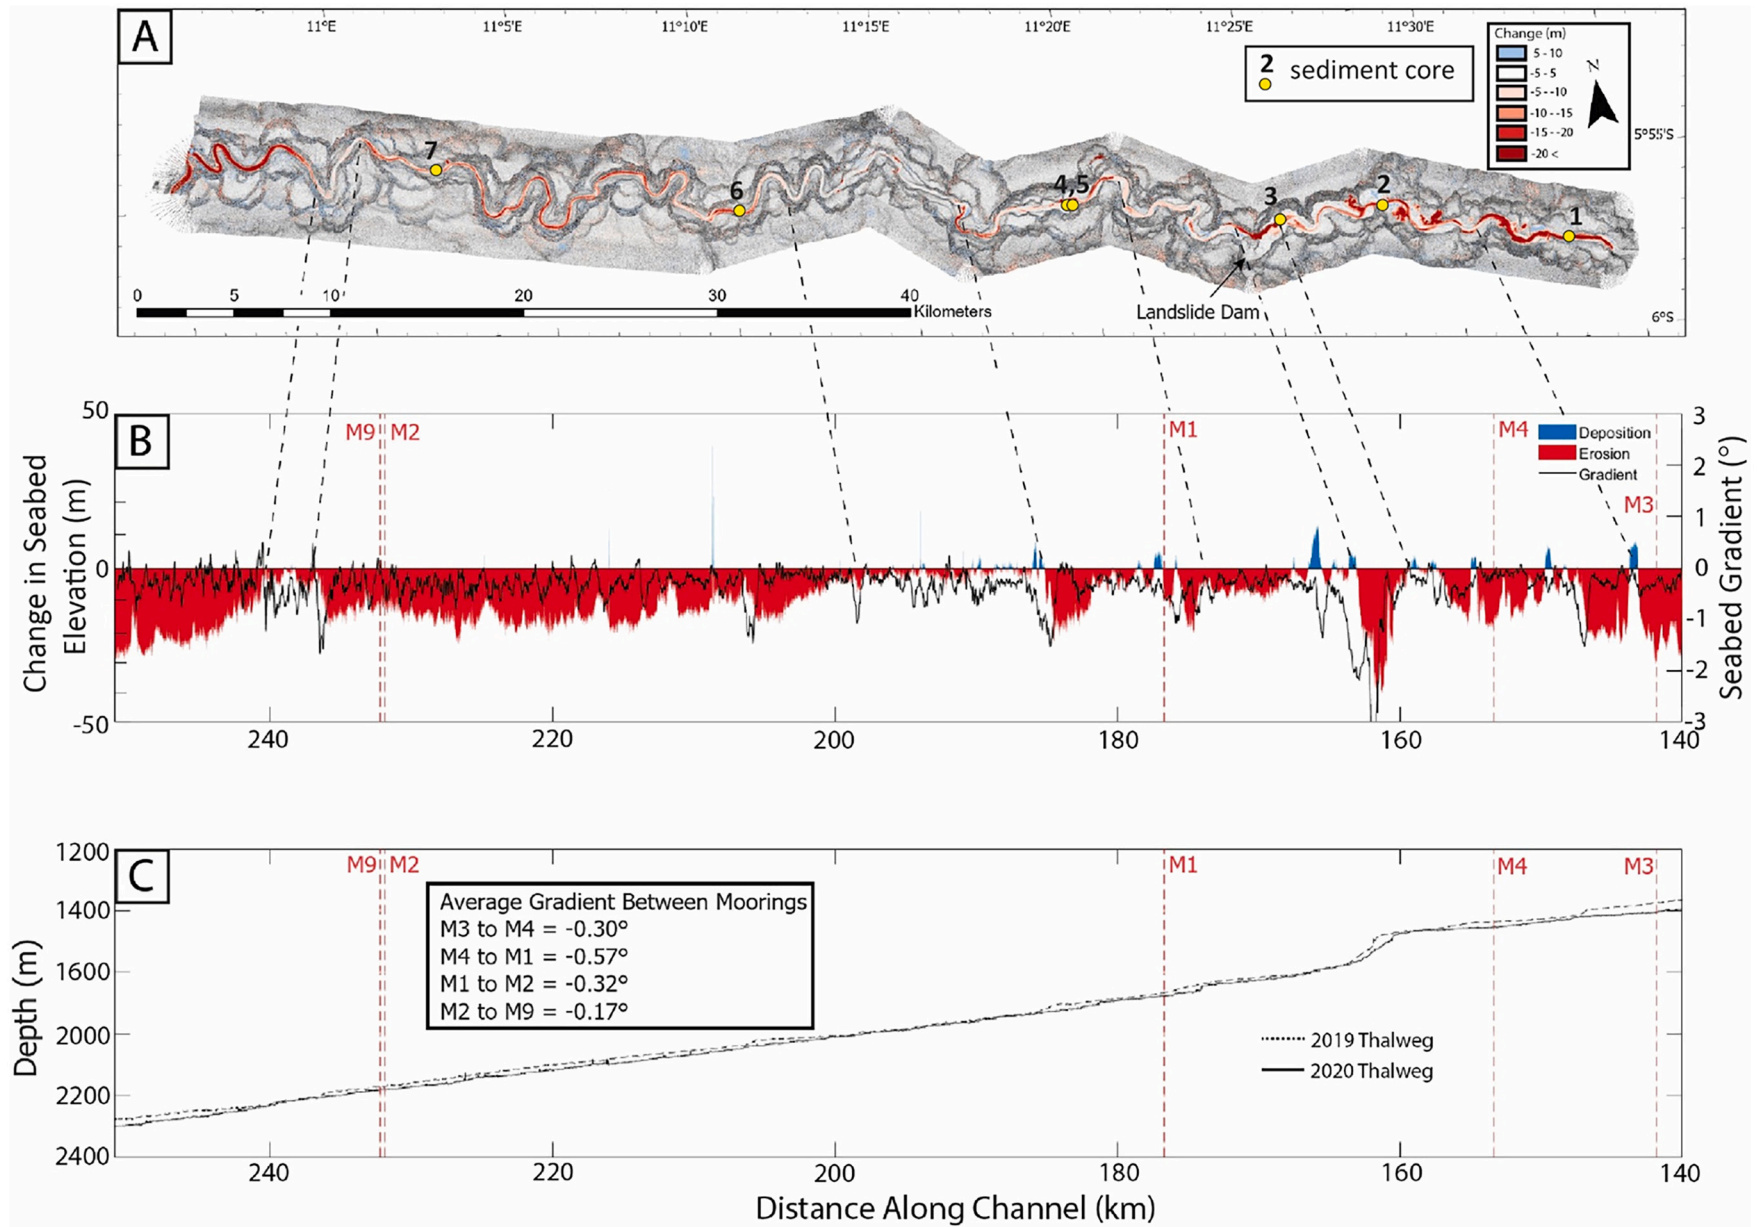 A
11°E
11°5'E
11°10'E
11°15'E
11°20'E
11°25'E
11°30'E
2 sediment core
Change (m)
5 - 10
-5 - 5
-5 - -10
-10 - -15
-15 - -20
-20 <
N
5°55'S
6°S
7
6
4,5
3
2
1
Landslide Dam
0
5
10
20
30
40
Kilometers
B
50
0
-50
Change in Seabed
Elevation (m)
M9
M2
M1
M4
M3
Deposition
Erosion
Gradient
3
2
1
0
-1
-2
-3
Seabed Gradient (°)
240
220
200
180
160
140
C
1200
1400
1600
1800
2000
2200
2400
Depth (m)
M9
M2
M1
M4
M3
Average Gradient Between Moorings
M3 to M4 = -0.30°
M4 to M1 = -0.57°
M1 to M2 = -0.32°
M2 to M9 = -0.17°
2019 Thalweg
2020 Thalweg
240
220
200
180
160
140
Distance Along Channel (km)